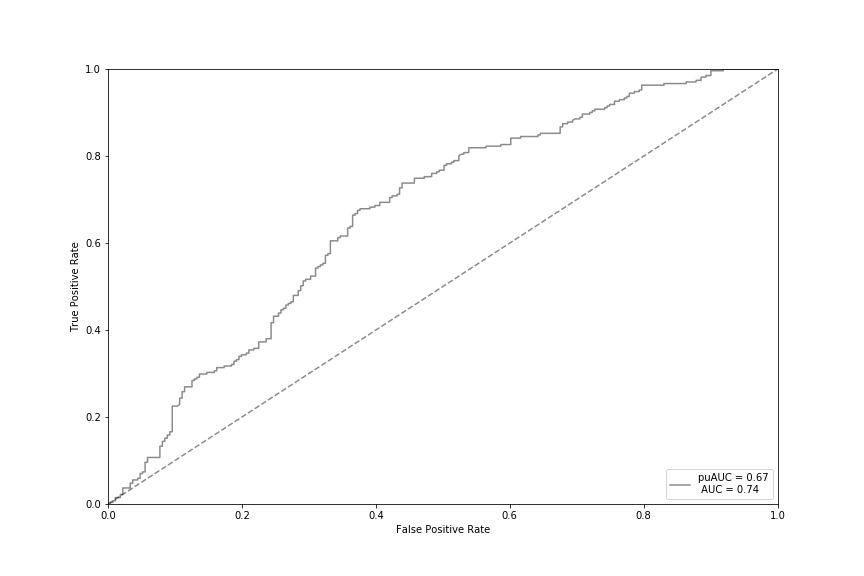 1.0
0.8
0.6
0.4
0.2
0.0
True Positive Rate
puAUC = 0.67
AUC = 0.74
0.0 0.2 0.4 0.6 0.8 1.0
False Positive Rate